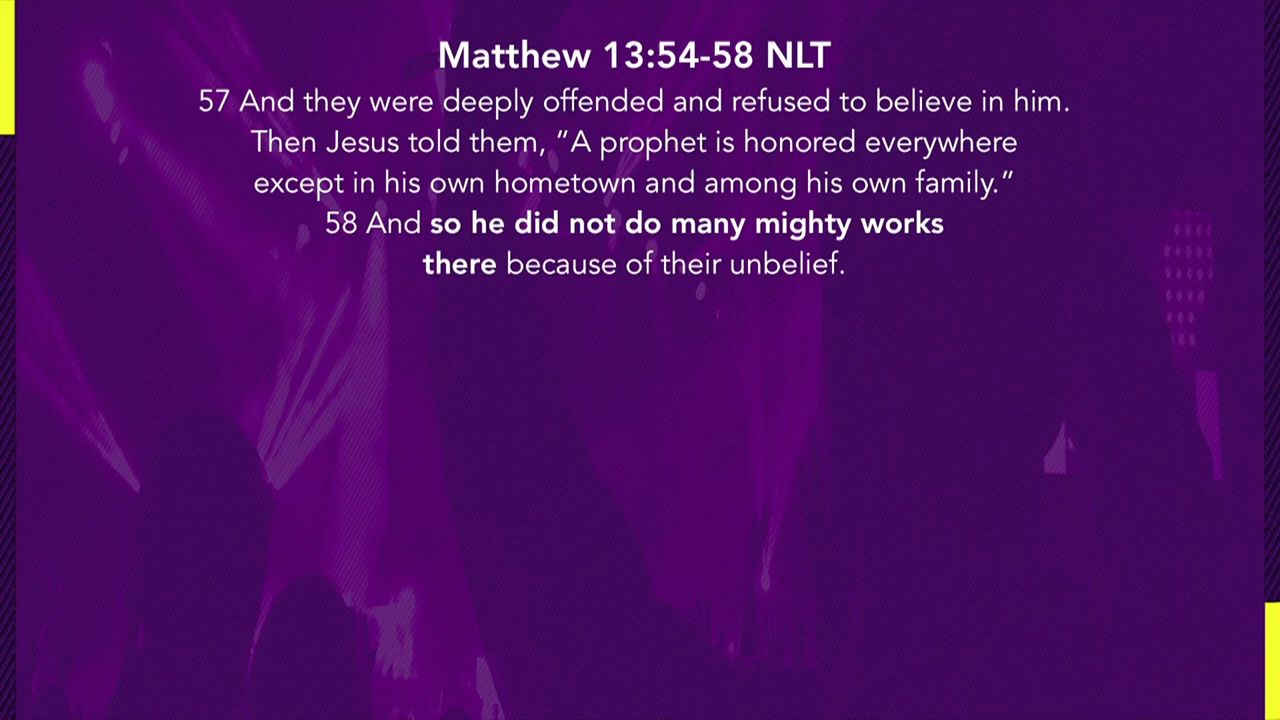 Matthew 13:54-58 NLT
57 And they were deeply offended and refused to believe in him.
Then Jesus told them, “A prophet is honored everywhere
except in his own hometown and among his own family.”
58 And so he did not do many mighty works
there because of their unbelief.